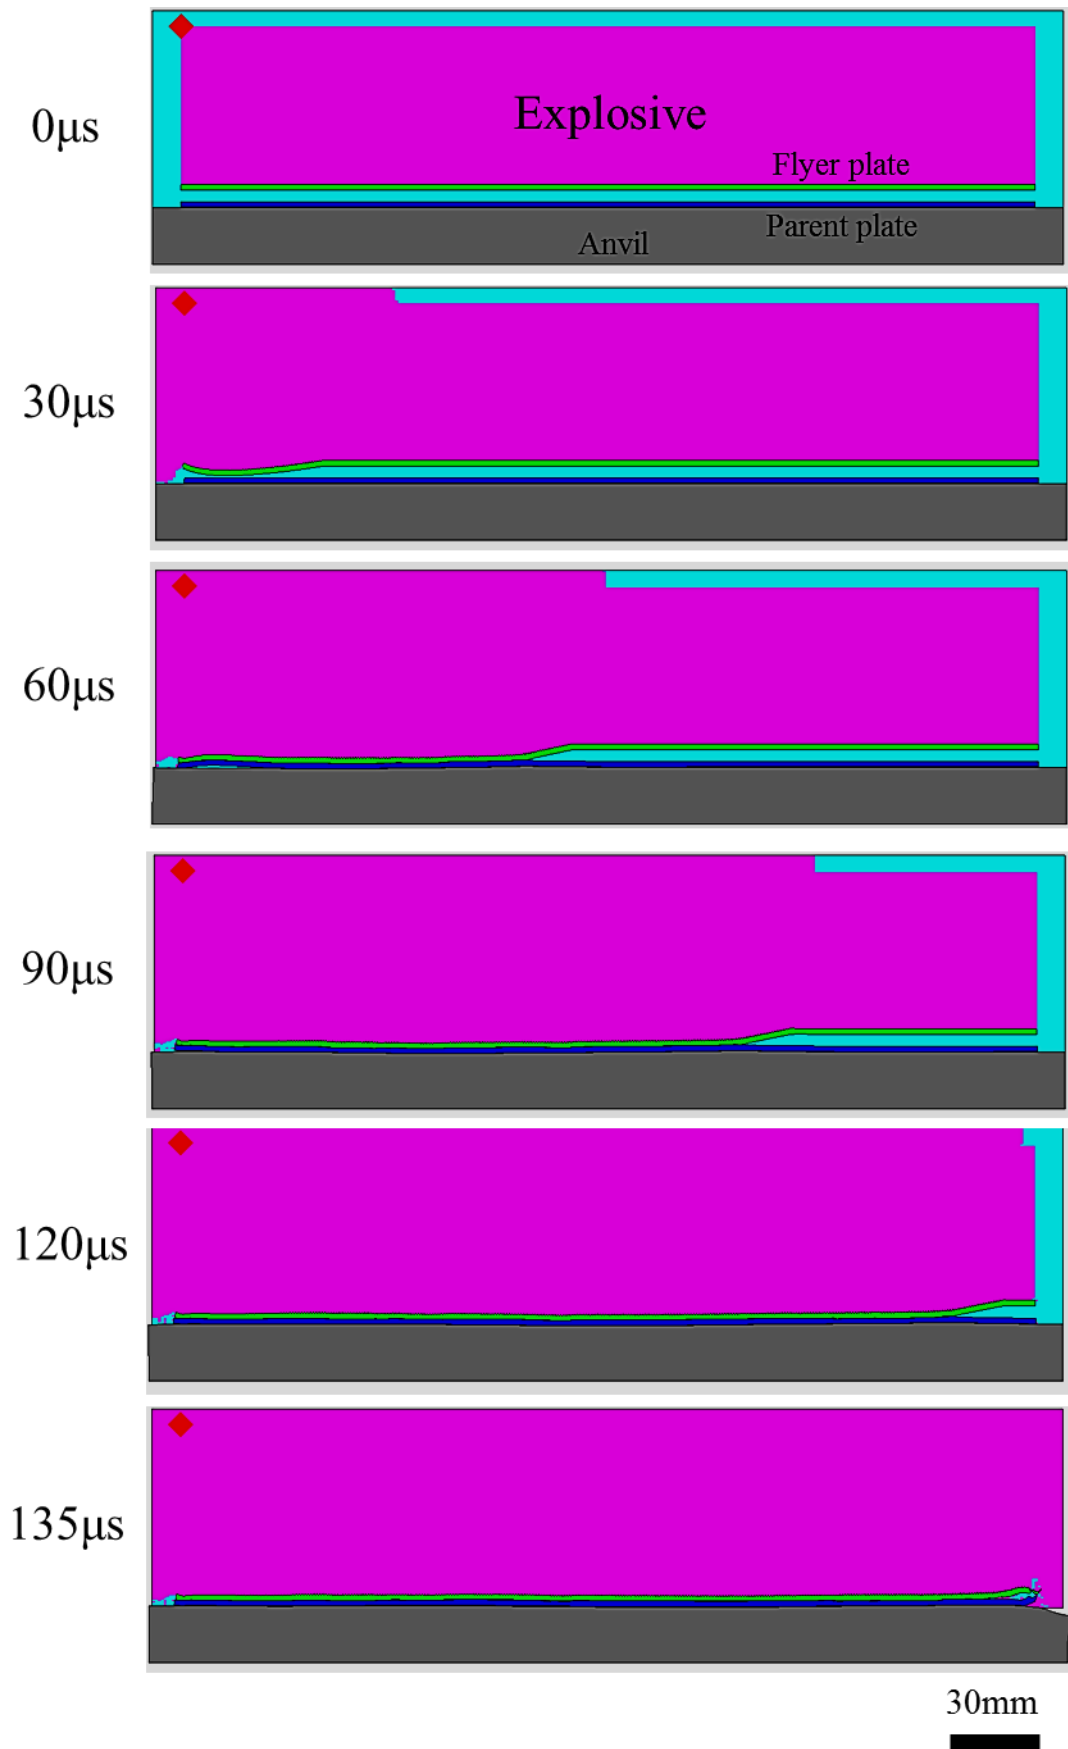 0μs
Explosive
Flyer plate
Parent plate
Anvil
30μs
60μs
90μs
120μs
135μs
30mm